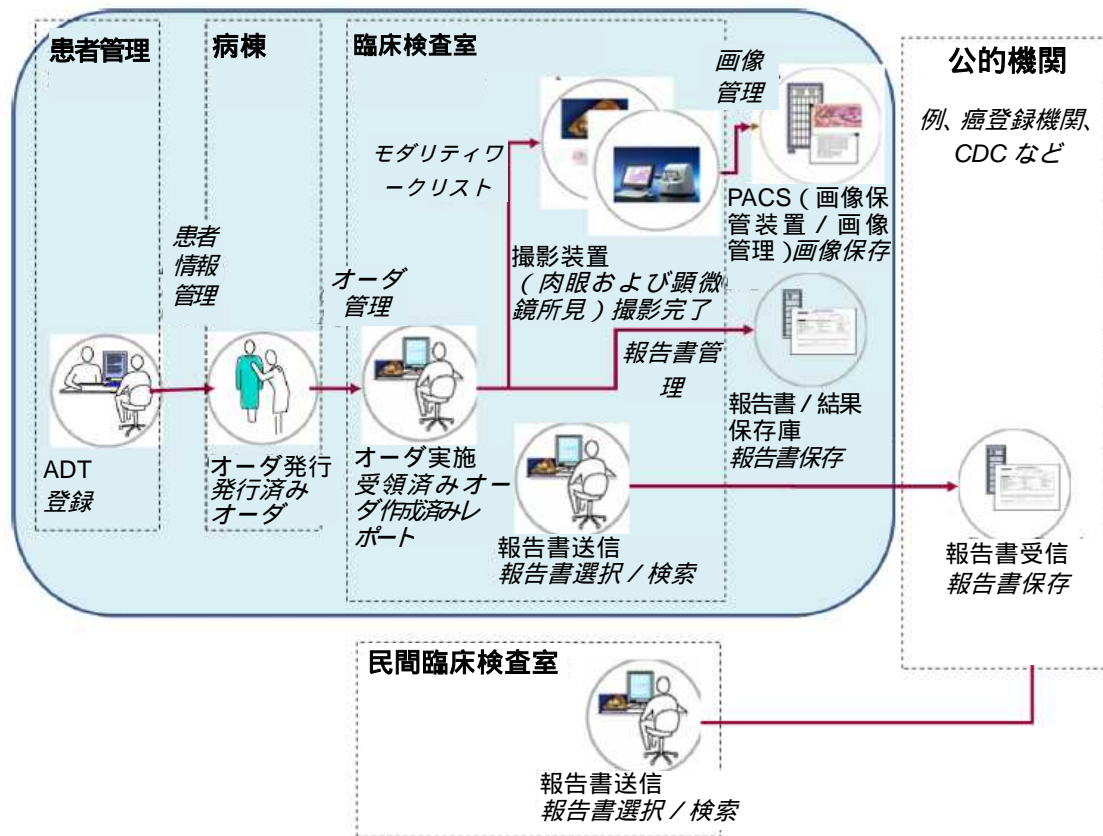 患者管理
病棟
臨床検査室
画像
管理
公的機関
例、癌登録機関、
CDC など
モダリティワ
ークリスト
PACS（画像保
管装置 / 画像
管理）画像保存
撮影装置
（肉眼および顕微
鏡所見）撮影完了
患者
情報
管理
オーダ
管理
報告書管
理
報告書 / 結果
保存庫
報告書保存
ADT
登録
オーダ発行
発行済み
オーダ
オーダ実施
受領済みオー
ダ作成済みレ
ポート
報告書送信
報告書選択 / 検索
報告書受信
報告書保存
民間臨床検査室
報告書送信
報告書選択 / 検索